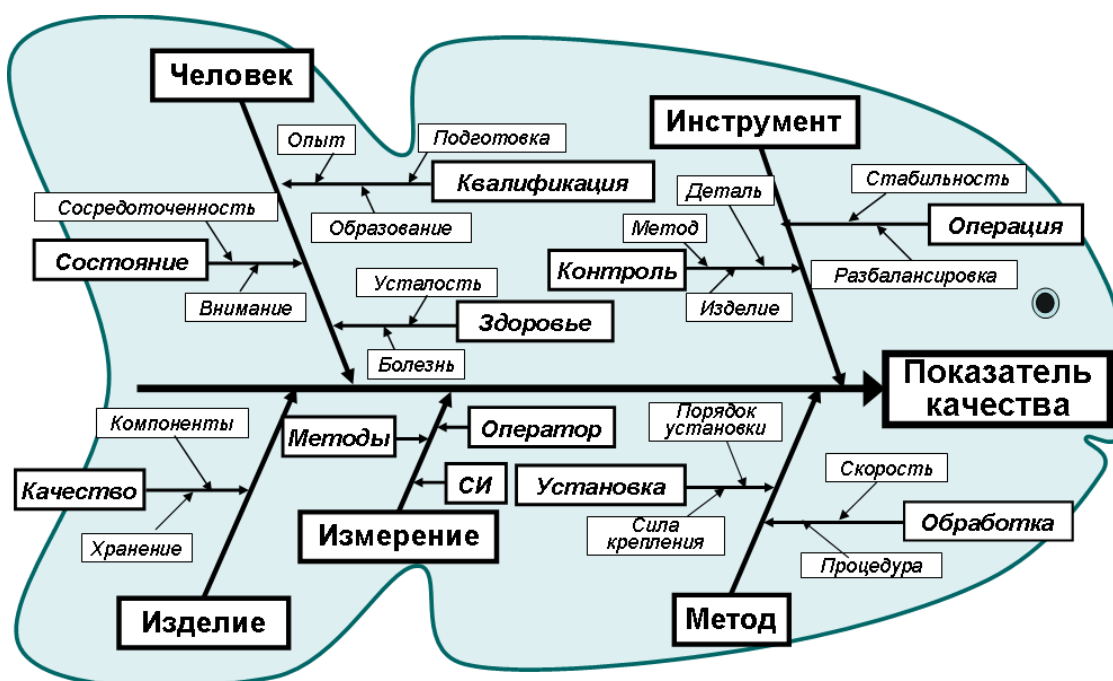 Человек
Инструмент
Опыт
Подготовка
Квалификация
Образование
Сосредоточенность
Состояние
Внимание
Усталость
Здоровье
Болезнь
Стабильность
Деталь
Операция
Метод
Контроль
Разбалансировка
Изделие
Показатель
качества
Компоненты
Качество
Хранение
Изделие
Методы
Оператор
СИ
Измерение
Порядок
установки
Установка
Сила
крепления
Скорость
Обработка
Процедура
Метод